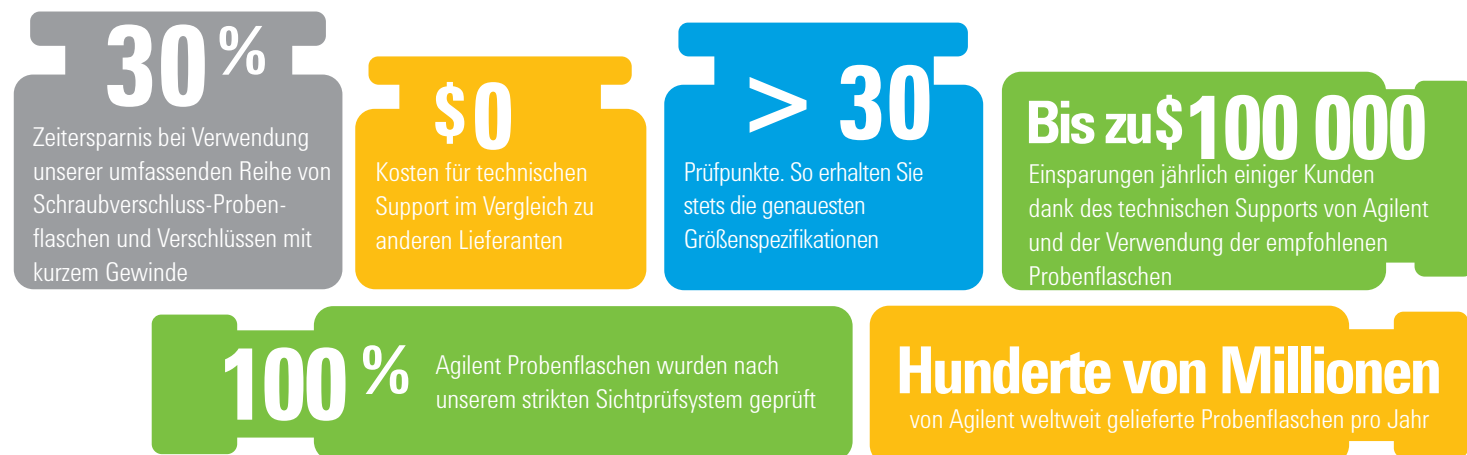 30%
Zeitersparnis bei Verwendung
unserer umfassenden Reihe von
Schraubverschluss-Proben-
flaschen und Verschlüssen mit
kurzem Gewinde
$0
Kosten für technischen
Support im Vergleich zu
anderen Lieferanten
> 30
Prüfpunkte. So erhalten Sie
stets die genauesten
Größenspezifikationen
Bis zu $100 000
Einsparungen jährlich einiger Kunden
dank des technischen Supports von Agilent
und der Verwendung der empfohlenen
Probenflaschen
100 %
Agilent Probenflaschen wurden nach
unserem strikten Sichtprüfsystem geprüft
Hunderte von Millionen
von Agilent weltweit gelieferte Probenflaschen pro Jahr